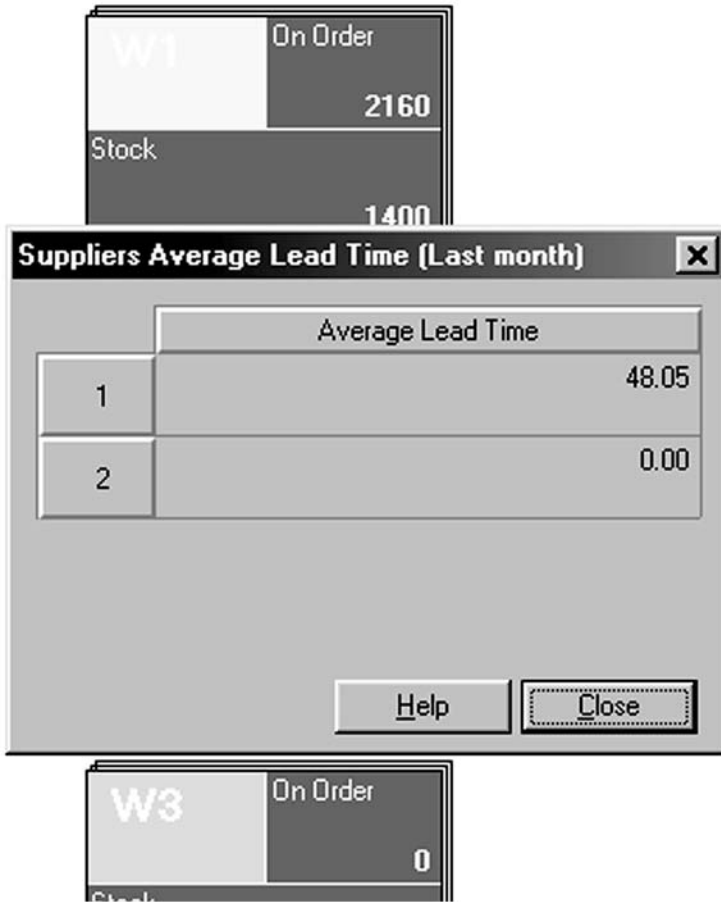 W1
On Order
2160
Stock
1400
Suppliers Average Lead Time (Last month)
Average Lead Time
1
48.05
2
0.00
Help
Close
W3
On Order
0
Stock